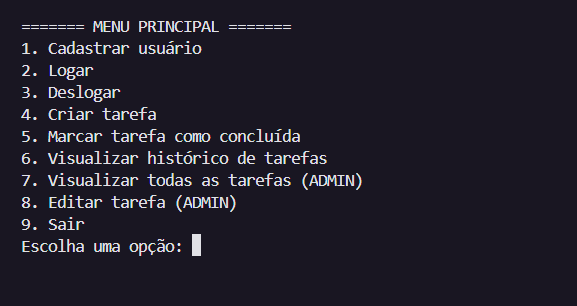 ======= MENU PRINCIPAL =======
1. Cadastrar usuário
2. Logar
3. Deslogar
4. Criar tarefa
5. Marcar tarefa como concluída
6. Visualizar histórico de tarefas
7. Visualizar todas as tarefas (ADMIN)
8. Editar tarefa (ADMIN)
9. Sair
Escolha uma opção: